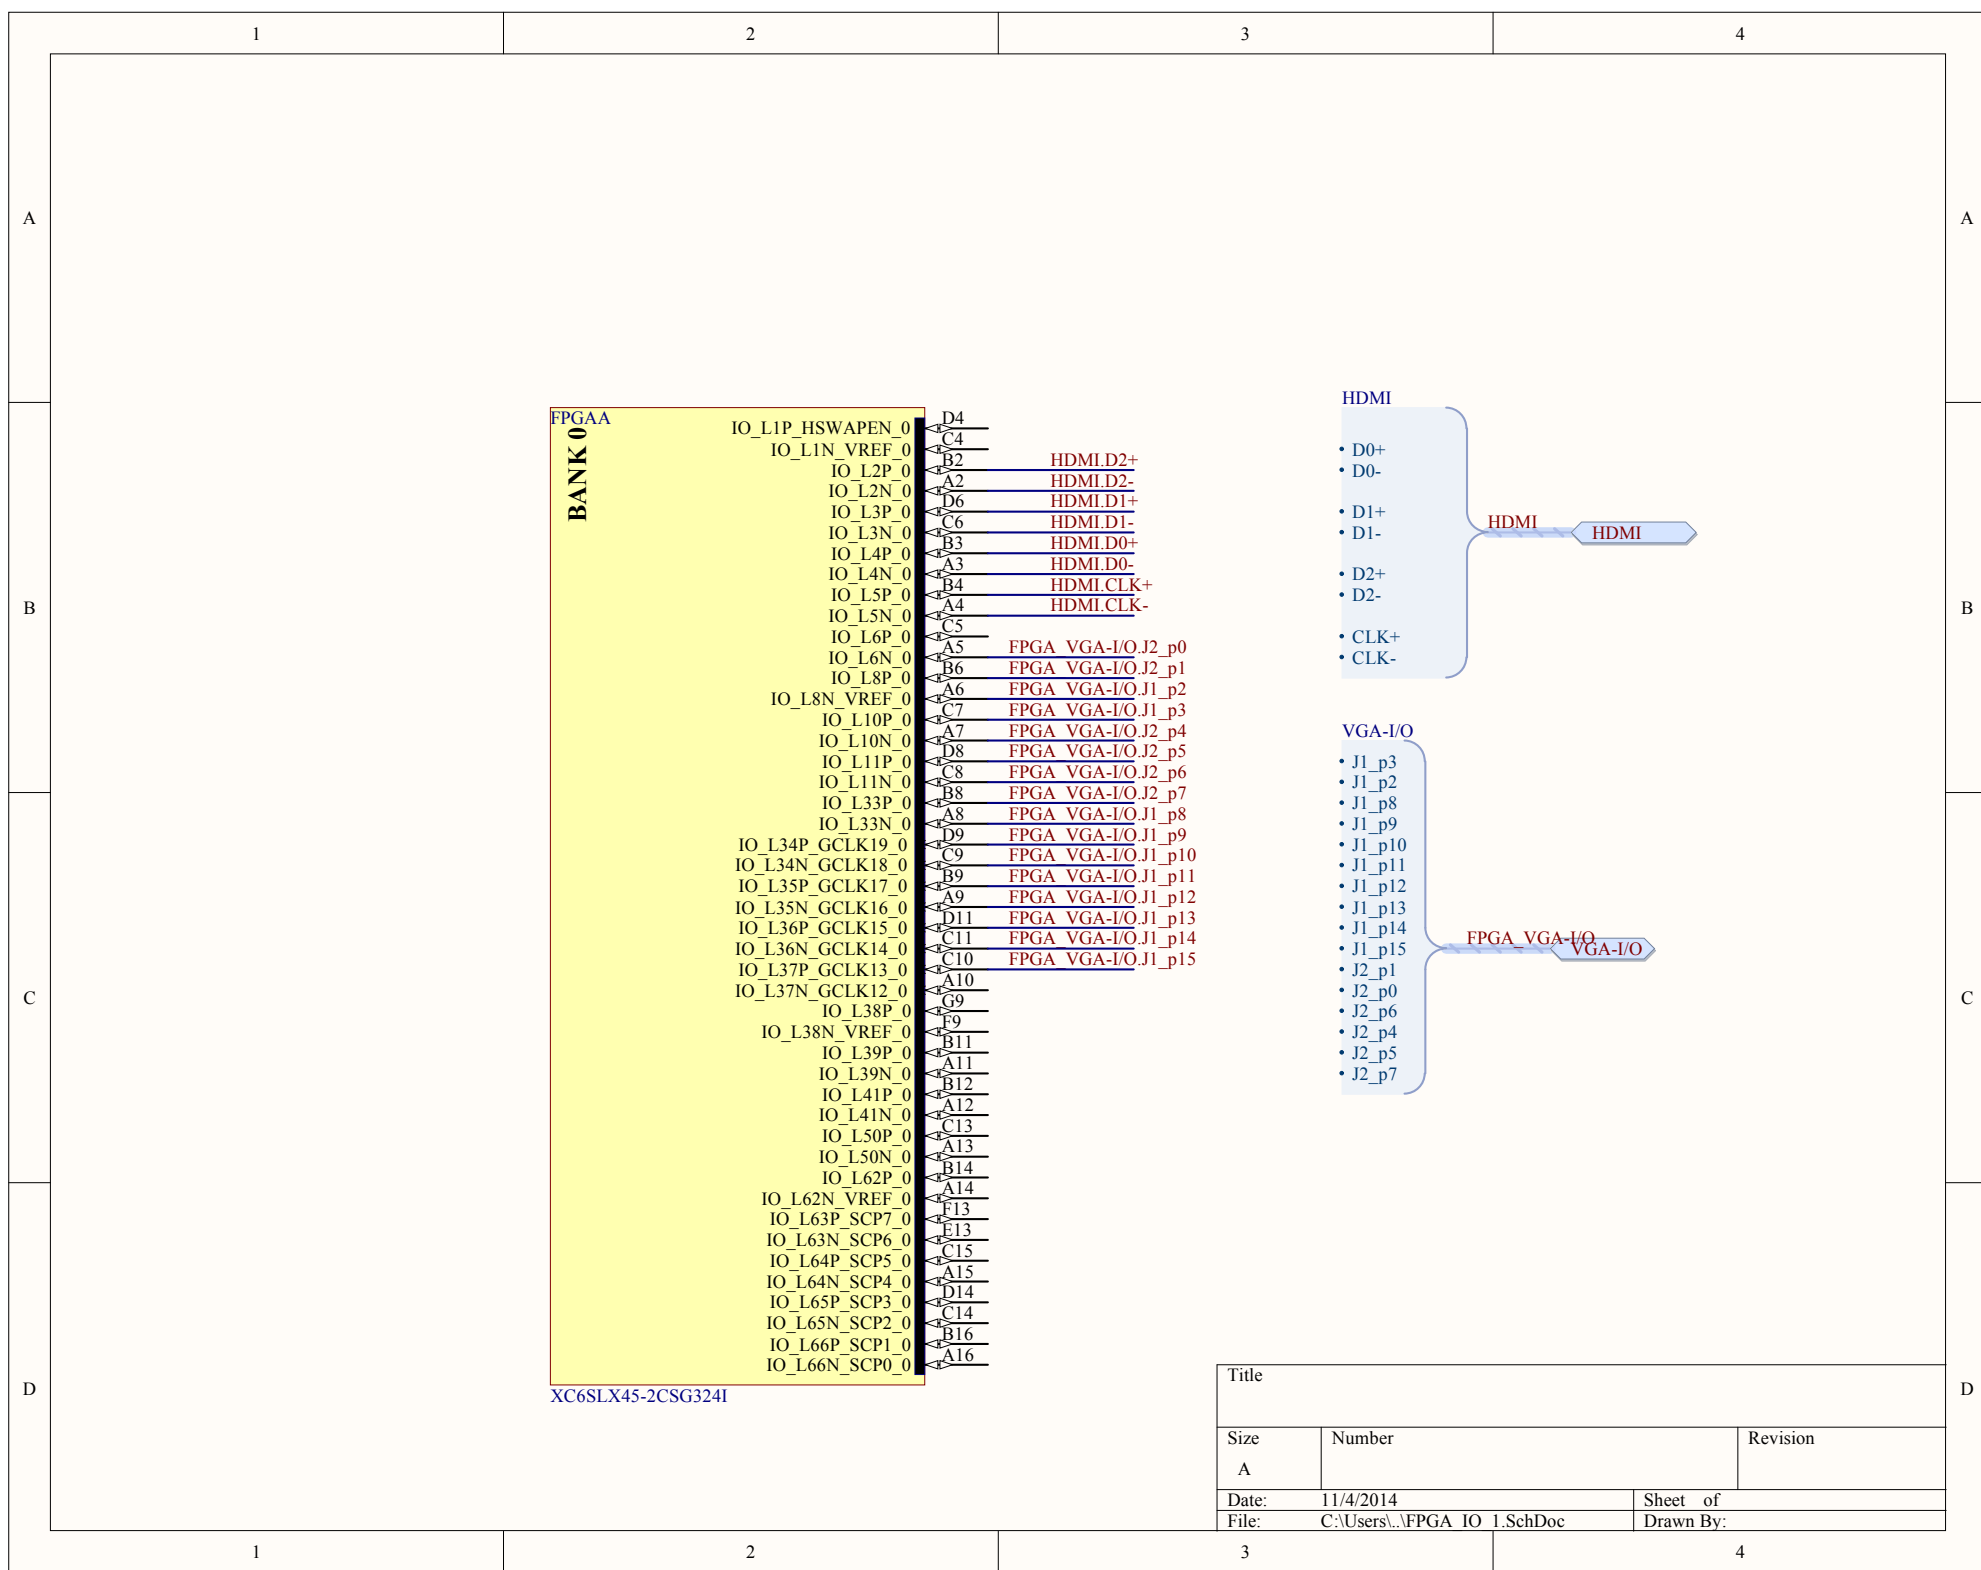 1 2 3 4
A A
B B
C C
D D
FPGAA
BANK 0
IO_L1P_HSWAPEN_0 D4
IO_L1N_VREF_0 C4
IO_L2P_0 B2 HDMI.D2+
IO_L2N_0 A2 HDMI.D2-
IO_L3P_0 D6 HDMI.D1+
IO_L3N_0 C6 HDMI.D1-
IO_L4P_0 B3 HDMI.D0+
IO_L4N_0 A3 HDMI.D0-
IO_L5P_0 B4 HDMI.CLK+
IO_L5N_0 A4 HDMI.CLK-
IO_L6P_0 C5
IO_L6N_0 A5 FPGA_VGA-I/O.J2_p0
IO_L8P_0 B6 FPGA_VGA-I/O.J2_p1
IO_L8N_VREF_0 A6 FPGA_VGA-I/O.J1_p2
IO_L10P_0 C7 FPGA_VGA-I/O.J1_p3
IO_L10N_0 A7 FPGA_VGA-I/O.J2_p4
IO_L11P_0 D8 FPGA_VGA-I/O.J2_p5
IO_L11N_0 C8 FPGA_VGA-I/O.J2_p6
IO_L33P_0 B8 FPGA_VGA-I/O.J2_p7
IO_L33N_0 A8 FPGA_VGA-I/O.J1_p8
IO_L34P_GCLK19_0 D9 FPGA_VGA-I/O.J1_p9
IO_L34N_GCLK18_0 C9 FPGA_VGA-I/O.J1_p10
IO_L35P_GCLK17_0 B9 FPGA_VGA-I/O.J1_p11
IO_L35N_GCLK16_0 A9 FPGA_VGA-I/O.J1_p12
IO_L36P_GCLK15_0 D11 FPGA_VGA-I/O.J1_p13
IO_L36N_GCLK14_0 C11 FPGA_VGA-I/O.J1_p14
IO_L37P_GCLK13_0 C10 FPGA_VGA-I/O.J1_p15
IO_L37N_GCLK12_0 A10
IO_L38P_0 G9
IO_L38N_VREF_0 F9
IO_L39P_0 B11
IO_L39N_0 A11
IO_L41P_0 B12
IO_L41N_0 A12
IO_L50P_0 C13
IO_L50N_0 A13
IO_L62P_0 B14
IO_L62N_VREF_0 A14
IO_L63P_SCP7_0 F13
IO_L63N_SCP6_0 E13
IO_L64P_SCP5_0 C15
IO_L64N_SCP4_0 A15
IO_L65P_SCP3_0 D14
IO_L65N_SCP2_0 C14
IO_L66P_SCP1_0 B16
IO_L66N_SCP0_0 A16
XC6SLX45-2CSG324I
HDMI
D0+
D0-
D1+
D1-
D2+
D2-
CLK+
CLK-
HDMI HDMI
VGA-I/O
J1_p3
J1_p2
J1_p8
J1_p9
J1_p10
J1_p11
J1_p12
J1_p13
J1_p14
J1_p15
J2_p1
J2_p0
J2_p6
J2_p4
J2_p5
J2_p7
FPGA_VGA-I/O VGA-I/O
Title
Size Number Revision
A
Date: 11/4/2014 Sheet of
File: C:\Users\..\FPGA_IO_1.SchDoc Drawn By:
1 2 3 4